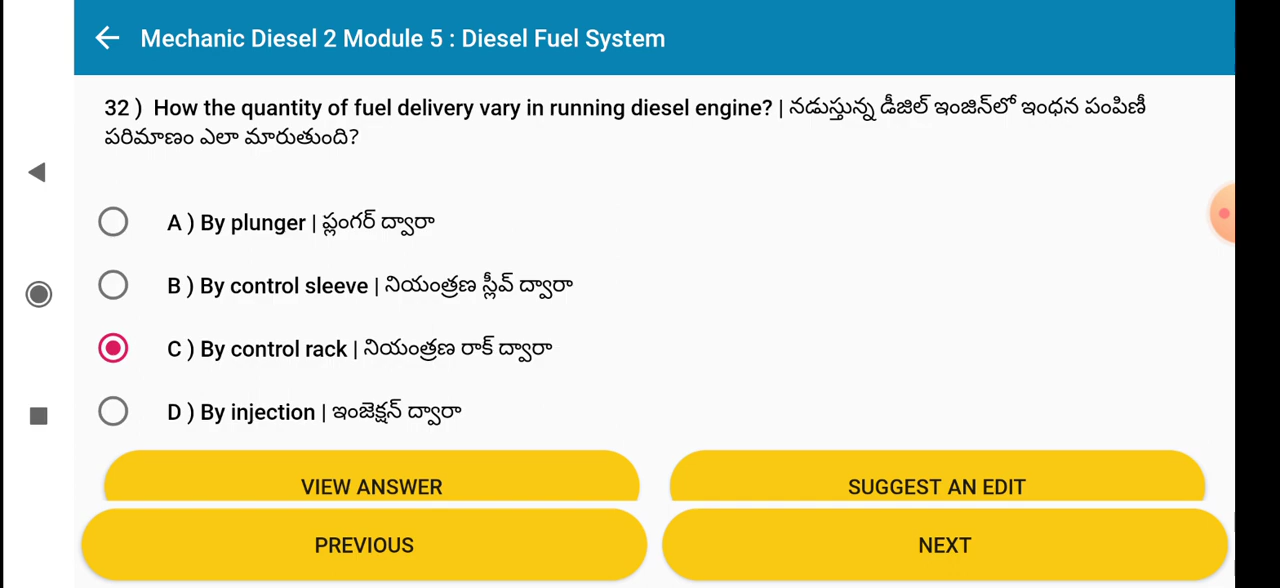 Mechanic Diesel 2 Module 5 : Diesel Fuel System
32 ) How the quantity of fuel delivery vary in running diesel engine? | నడుస్తున్న డీజిల్ ఇంజిన్‌లో ఇంధన పంపిణీ
పరిమాణం ఎలా మారుతుంది?
A ) By plunger | ప్లంగర్ ద్వారా
B ) By control sleeve | నియంత్రణ స్లీవ్ ద్వారా
C ) By control rack | నియంత్రణ రాక్ ద్వారా
D ) By injection | ఇంజెక్షన్ ద్వారా
VIEW ANSWER SUGGEST AN EDIT
PREVIOUS NEXT